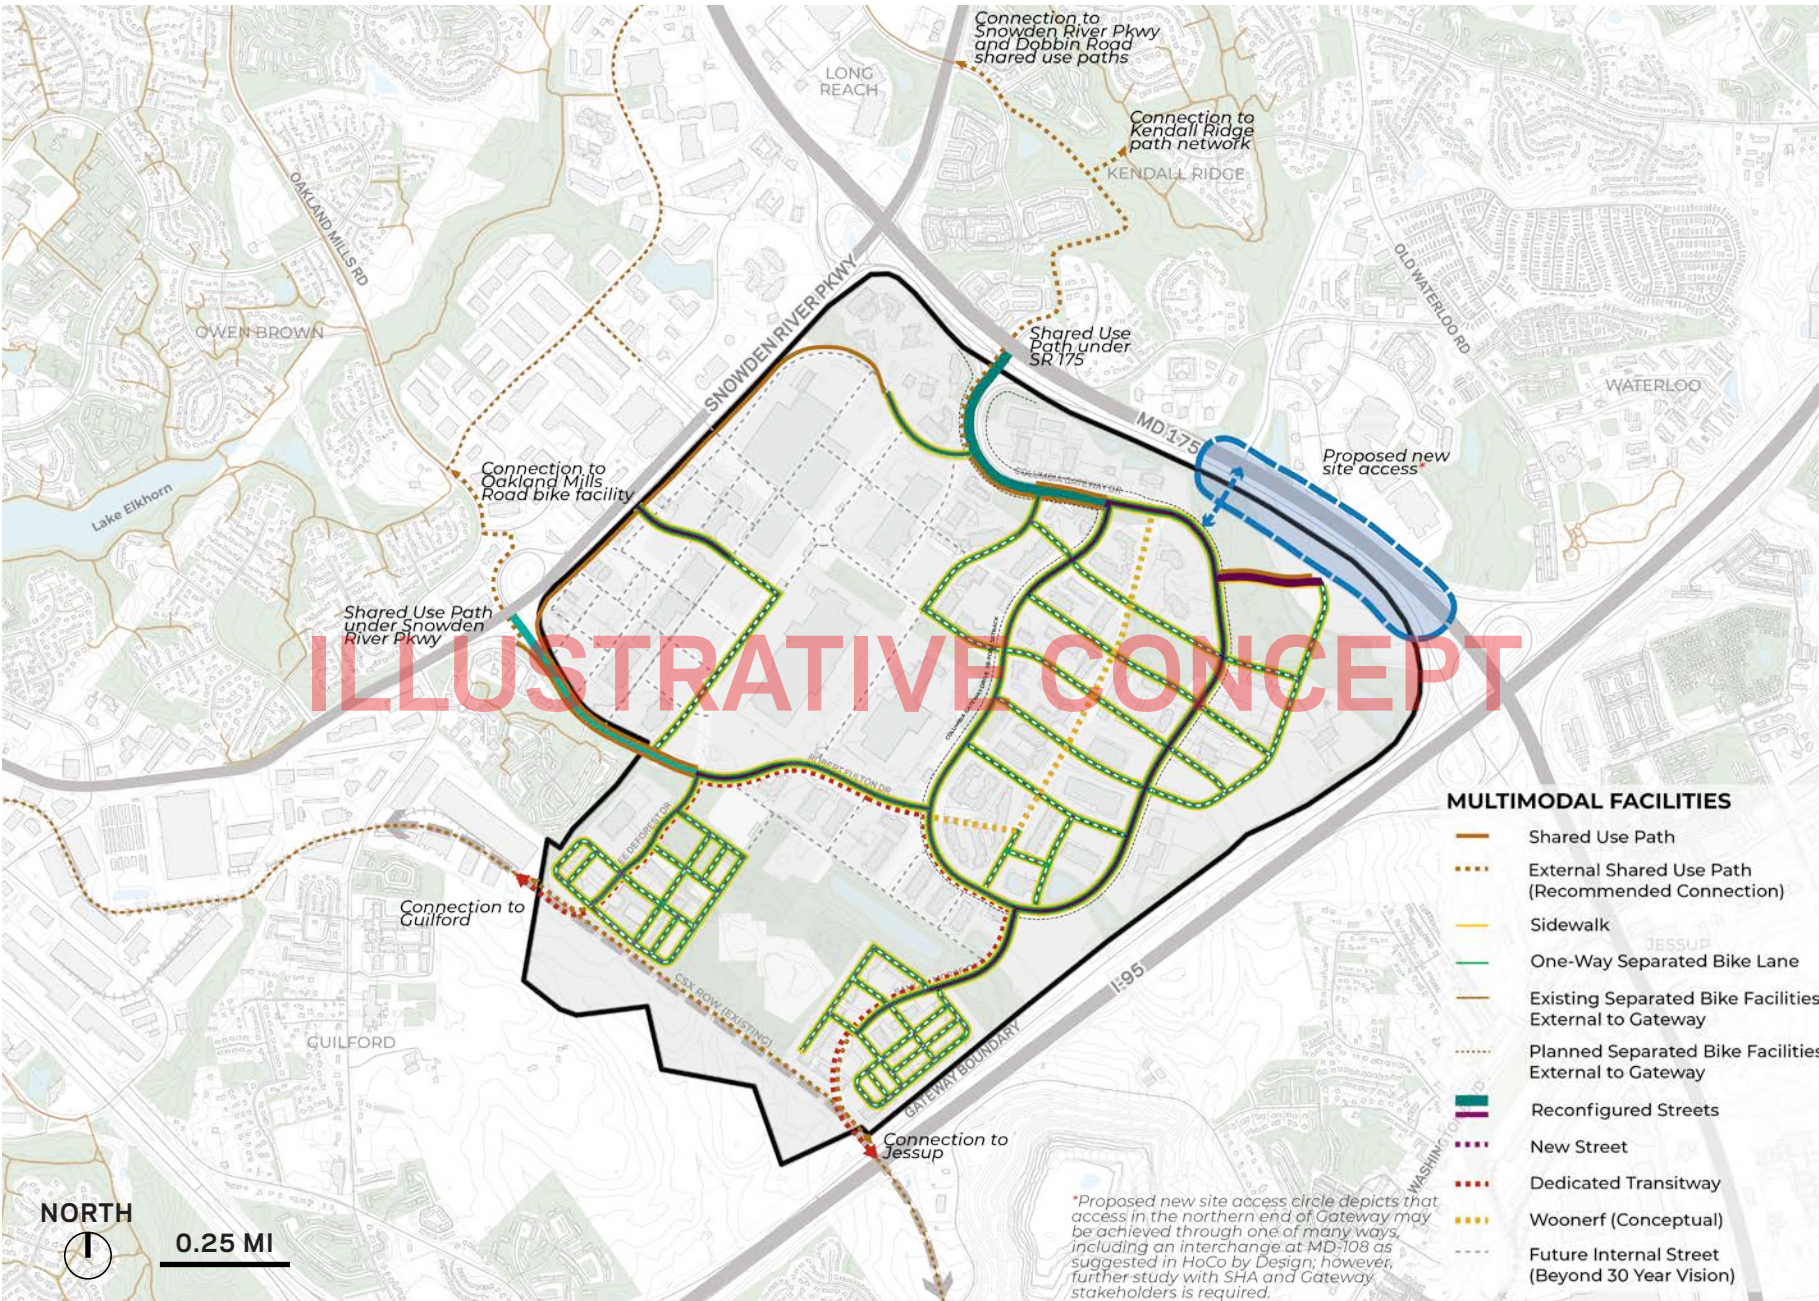 Connection to
Snowden River Pkwy
and Dobbin Road
shared use paths
LONG
REACH
Connection to
Kendall Ridge
path network
KENDALL RIDGE
OAKLAND MILLS RD
OWEN BROWN
SNOWDEN RIVER PKWY
OLD WATERLOO RD
Shared Use
Path under
SR 175
WATERLOO
MD 175
Proposed new
site access*
Connection to
Oakland Mills
Road bike facility
Lake Elkhorn
COLUMBIA GATEWAY DR
Shared Use Path
under Snowden
River Pkwy
ILLUSTRATIVE CONCEPT
ROBERT FULTON DR
LEE DEFOREST DR
Connection to
Guilford
CSX ROW (EXISTING)
GUILFORD
I-95
GATEWAY BOUNDARY
Connection to
Jessup
JESSUP
MULTIMODAL FACILITIES
Shared Use Path
External Shared Use Path
(Recommended Connection)
Sidewalk
One-Way Separated Bike Lane
Existing Separated Bike Facilities
External to Gateway
Planned Separated Bike Facilities
External to Gateway
Reconfigured Streets
New Street
Dedicated Transitway
Woonerf (Conceptual)
Future Internal Street
(Beyond 30 Year Vision)
*Proposed new site access circle depicts that
access in the northern end of Gateway may
be achieved through one of many ways,
including an interchange at MD-108 as
suggested in HoCo by Design; however,
further study with SHA and Gateway
stakeholders is required.
NORTH
0.25 MI